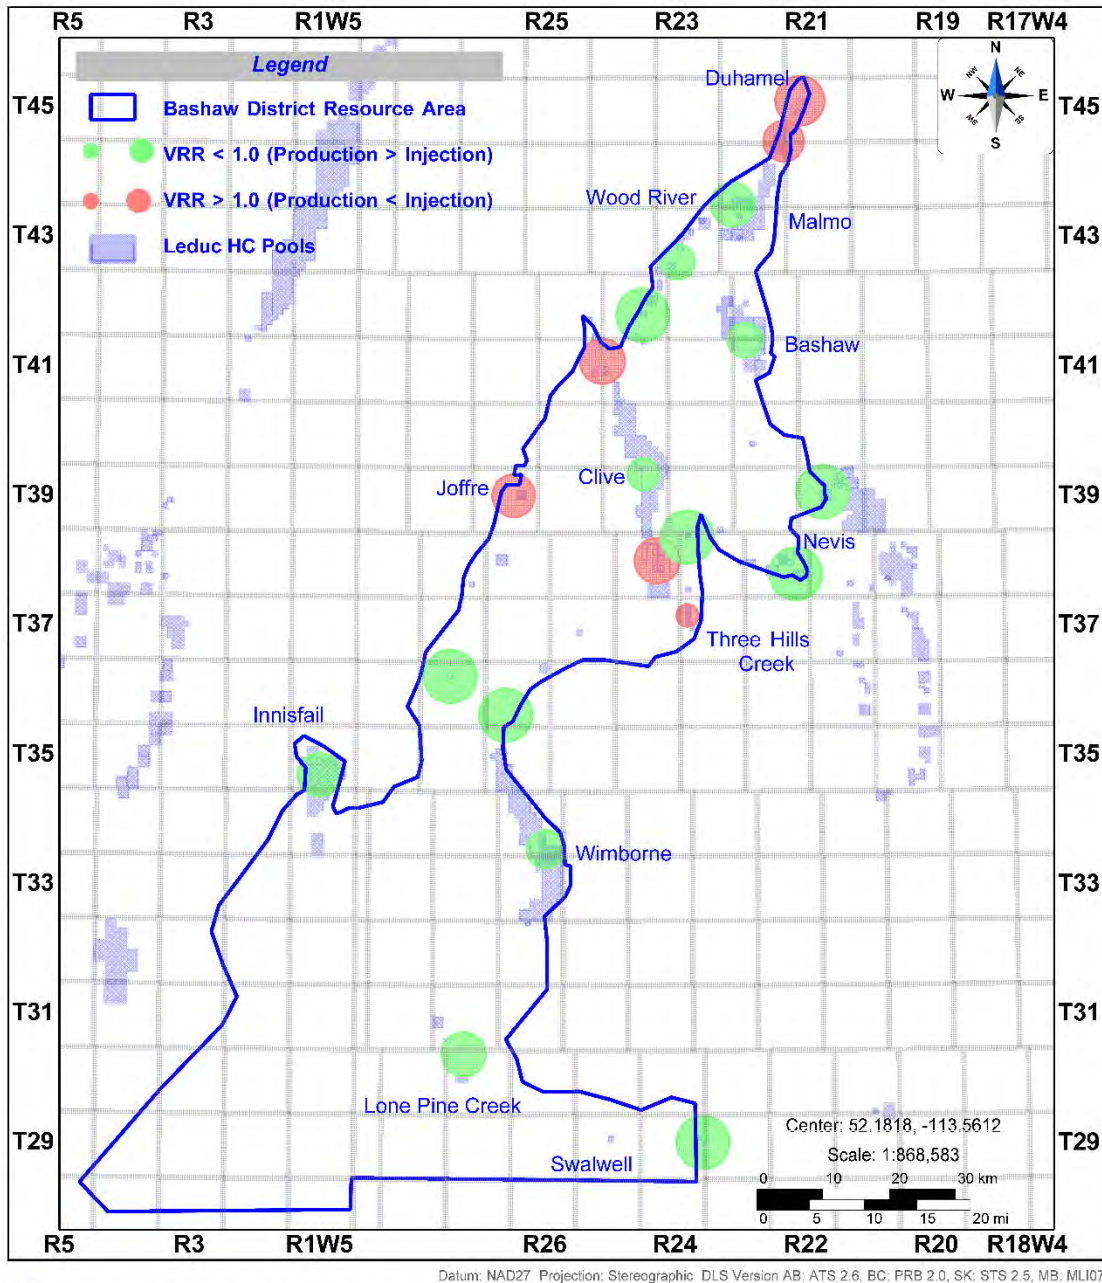 R5 R3 R1W5 R25 R23 R21 R19 R17W4
Legend
Bashaw District Resource Area
VRR < 1.0 (Production > Injection)
VRR > 1.0 (Production < Injection)
Leduc HC Pools
N
NW NE
W E
SW SE
S
Duhamel
T45 T45
Wood River
Malmo
T43 T43
Bashaw
T41 T41
Clive
Joffre
T39 T39
Nevis
T37 T37
Three Hills
Creek
Innisfail
T35 T35
Wimborne
T33 T33
T31 T31
Lone Pine Creek
Center: 52.1818, -113.5612
T29 T29
Scale: 1:868,583
Swalwell
0 10 20 30 km
0 5 10 15 20 mi
R5 R3 R1W5 R26 R24 R22 R20 R18W4
Datum: NAD27 Projection: Stereographic DLS Version AB: ATS 2.6, BC: PRB 2.0, SK: STS 2.5, MB: MLI07